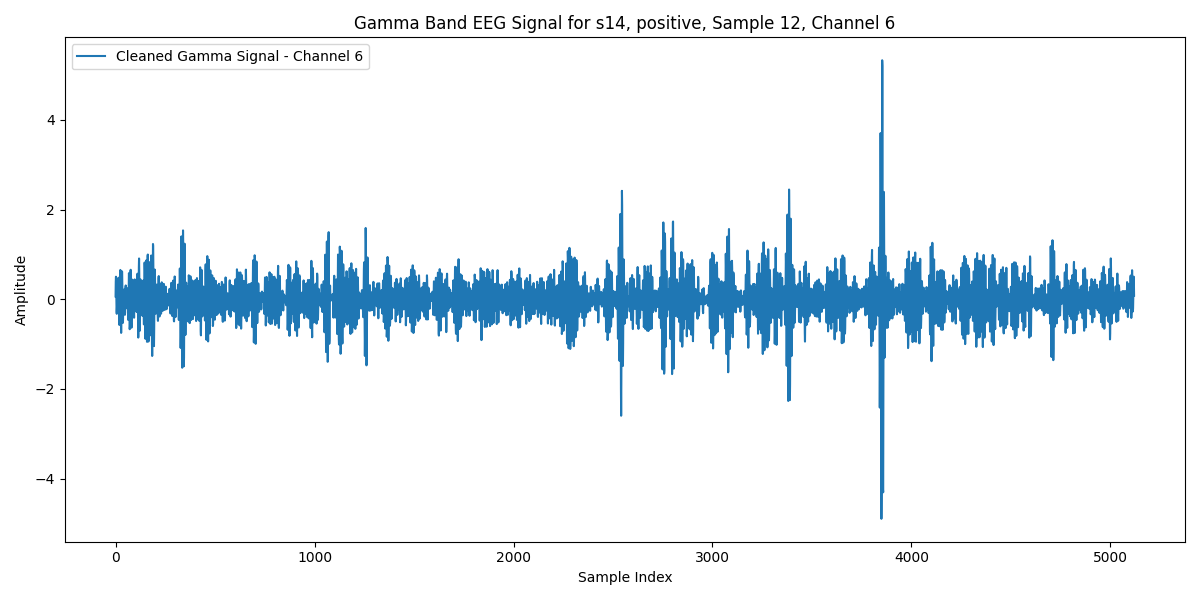 Gamma Band EEG Signal for s14, positive, Sample 12, Channel 6
Cleaned Gamma Signal - Channel 6
Amplitude
4
2
0
−2
−4
0 1000 2000 3000 4000 5000
Sample Index